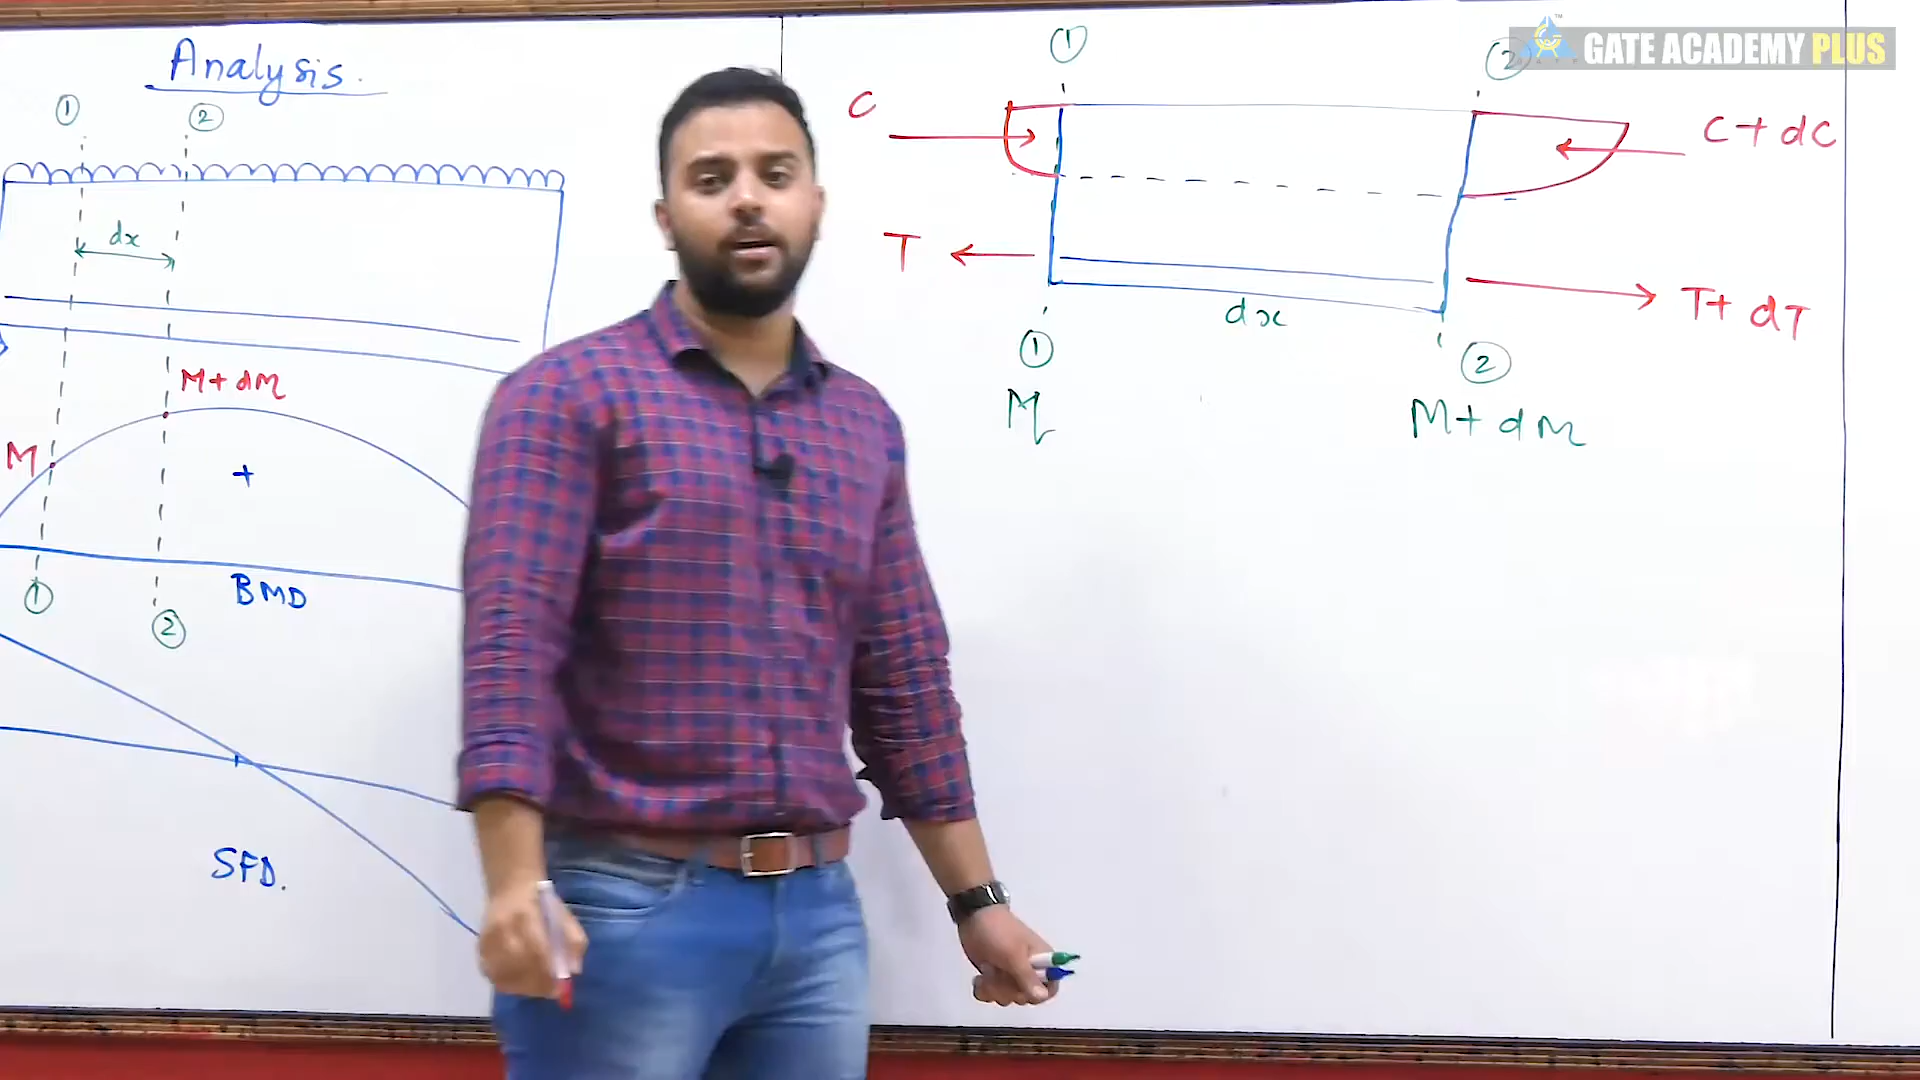 Analysis.
① ②
dx
M + dM
M
+
① BMD
②
SFD.
① ②
GATE ACADEMY PLUS
C C + dC
T T + dT
dx
① ②
M M + dM